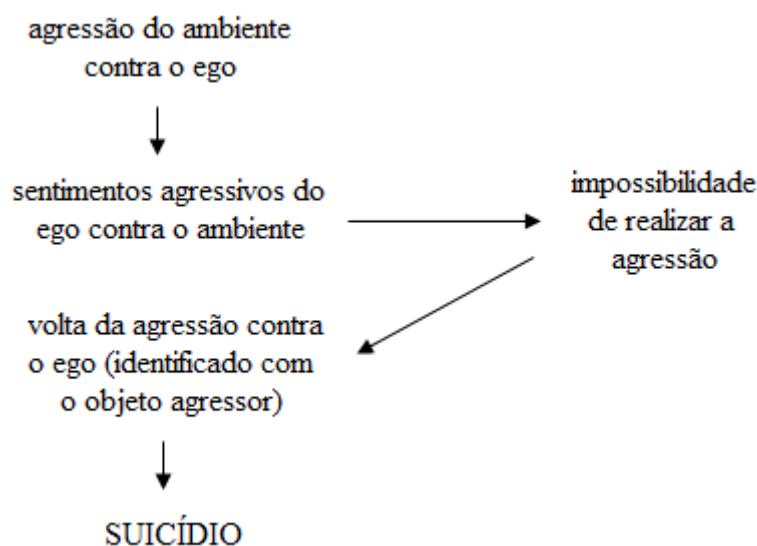 agressão do ambiente
contra o ego
sentimentos agressivos do
ego contra o ambiente
impossibilidade
de realizar a
agressão
volta da agressão contra
o ego (identificado com
o objeto agressor)
SUICÍDIO